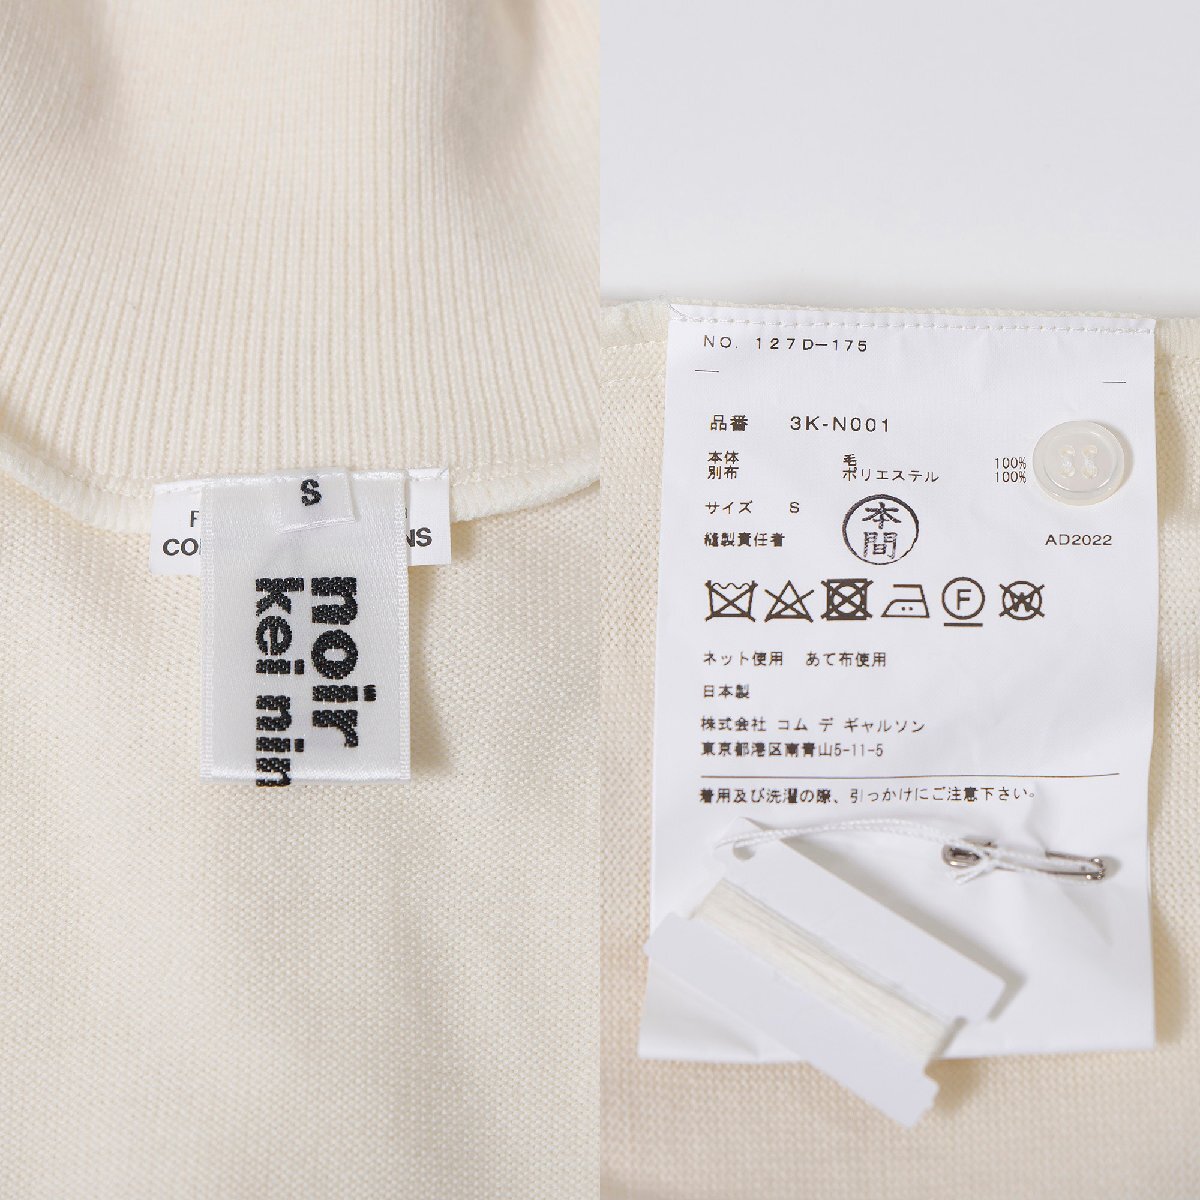 S
CO
NS
noir
kei nin
NO. 127D-175
品番 3K-N001
本体 毛 100%
別布 ポリエステル 100%
サイズ S
縫製責任者 本間 AD2022
F
W
ネット使用 あて布使用
日本製
株式会社 コム デ ギャルソン
東京都港区南青山5-11-5
着用及び洗濯の際、引っかけにご注意下さい。